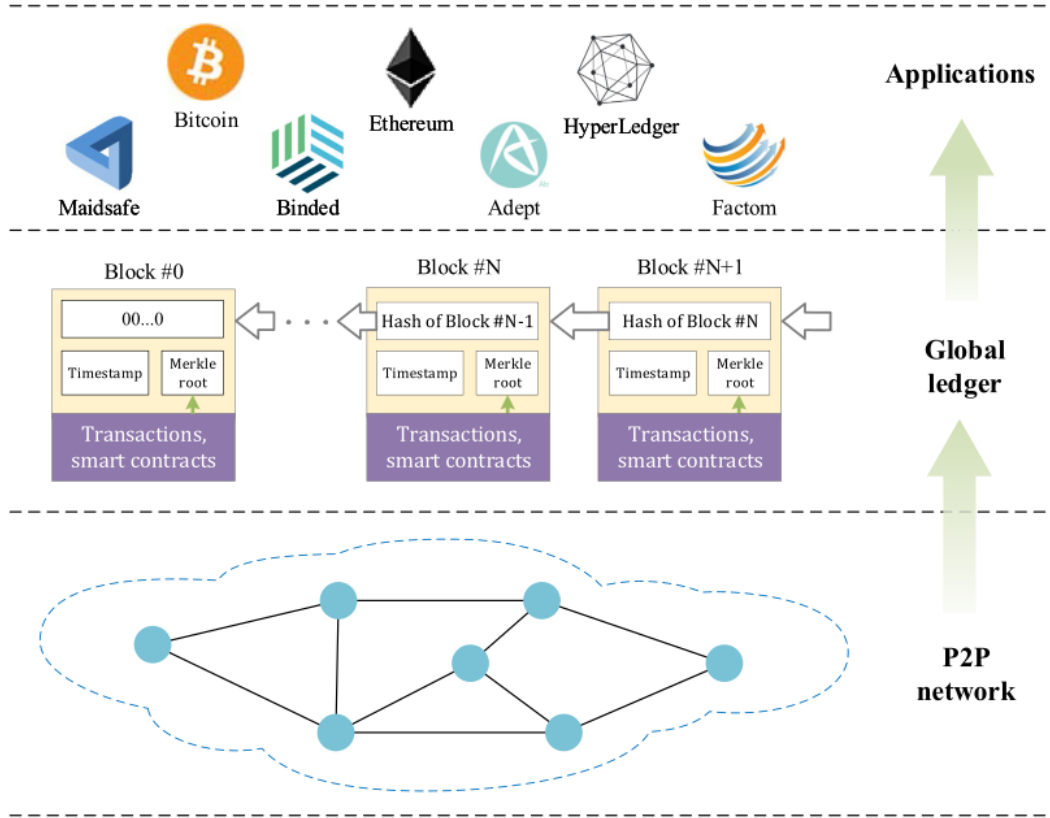 Applications
Bitcoin
Ethereum
HyperLedger
Maidsafe
Binded
Adept
Factom
Block #0
Block #N
Block #N+1
00...0
Hash of Block #N-1
Hash of Block #N
Timestamp
Merkle
root
Timestamp
Merkle
root
Timestamp
Merkle
root
Transactions,
smart contracts
Transactions,
smart contracts
Transactions,
smart contracts
Global
ledger
P2P
network